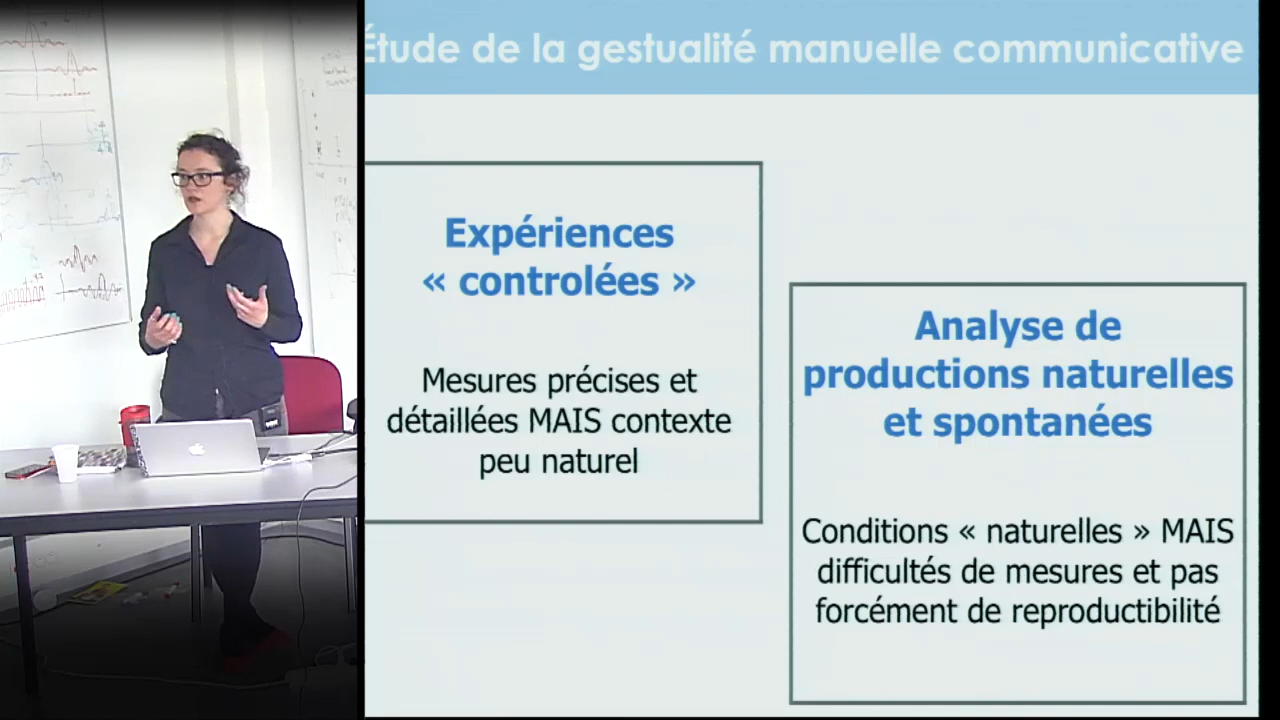 Étude de la gestualité manuelle communicative
Expériences
« controlées »
Mesures précises et
détaillées MAIS contexte
peu naturel
Analyse de
productions naturelles
et spontanées
Conditions « naturelles » MAIS
difficultés de mesures et pas
forcément de reproductibilité